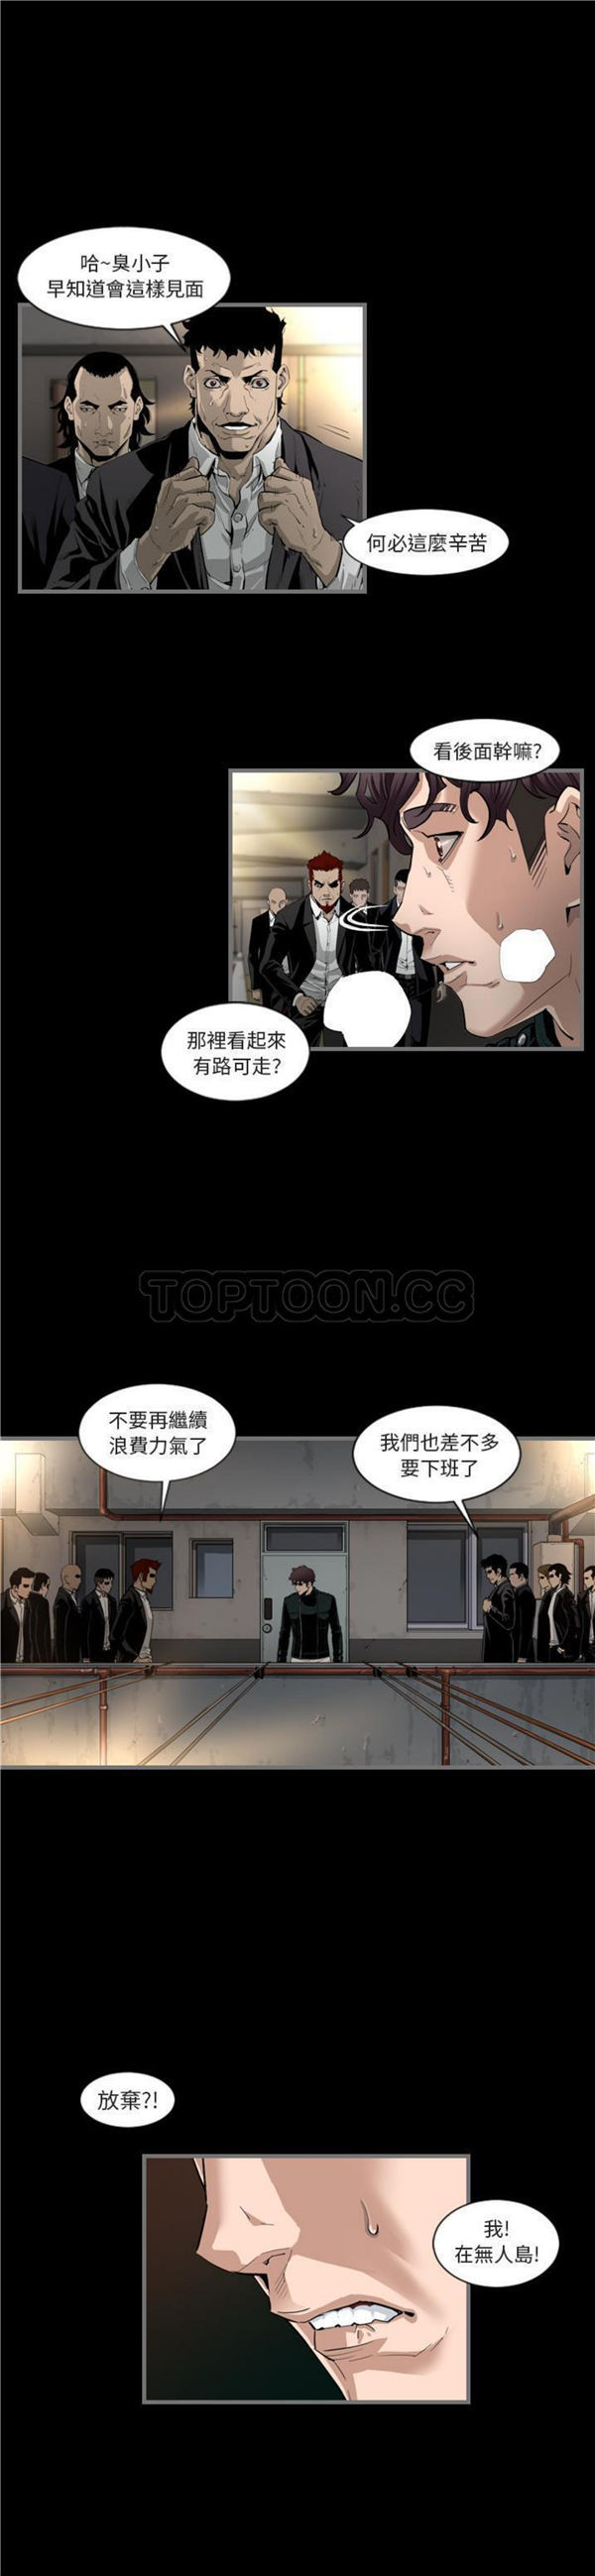 哈~臭小子
早知道會這樣見面
何必這麼辛苦
看後面幹嘛?
那裡看起來
有路可走?
TOPTOON.CC
不要再繼續
浪費力氣了
我們也差不多
要下班了
放棄?!
我!
在無人島!